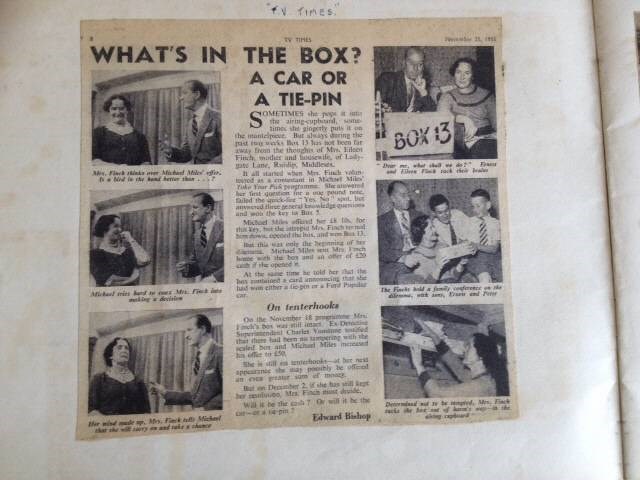 "T.V. TIMES."
8
TV TIMES
November 25, 1955
WHAT'S IN THE BOX?
A CAR OR
A TIE-PIN
Mrs. Finch thinks over Michael Miles' offer.
Is a bird in the hand better than . . . ?
Michael tries hard to coax Mrs. Finch into
making a decision
Her mind made up, Mrs. Finch tells Michael
that she will carry on and take a chance
SOMETIMES she pops it into
the airing-cupboard, some-
times she gingerly puts it on
the mantelpiece. But always during the
past two weeks Box 13 has not been far
away from the thoughts of Mrs. Eileen
Finch, mother and housewife, of Lady-
gate Lane, Ruislip, Middlesex.
It all started when Mrs. Finch volun-
teered as a contestant in Michael Miles'
Take Your Pick programme. She answered
her first question for a one pound note,
failed the quick-fire "Yes, No" spot, but
answered three general knowledge questions
and won the key to Box 5.
Michael Miles offered her £8 10s. for
this key, but the intrepid Mrs. Finch turned
him down, opened the box, and won Box 13.
But this was only the beginning of her
dilemma. Michael Miles sent Mrs. Finch
home with the box and an offer of £20
cash if she opened it.
At the same time he told her that the
box contained a card announcing that she
had won either a tie-pin or a Ford Popular
car.
On tenterhooks
On the November 18 programme Mrs.
Finch's box was still intact. Ex-Detective
Superintendent Charles Vanstone testified
that there had been no tampering with the
sealed box and Michael Miles increased
his offer to £50.
She is still on tenterhooks—at her next
appearance she may possibly be offered
an even greater sum of money.
But on December 2, if she has still kept
her resolution, Mrs. Finch must decide.
Will it be the cash? Or will it be the
car—or a tie-pin?
Edward Bishop
BOX 13
"Dear me, what shall we do?" Ernest
and Eileen Finch rack their brains
The Finches hold a family conference on the
dilemma, with sons, Ernest and Peter
Determined not to be tempted, Mrs. Finch
tucks the box out of harm's way—in the
airing cupboard